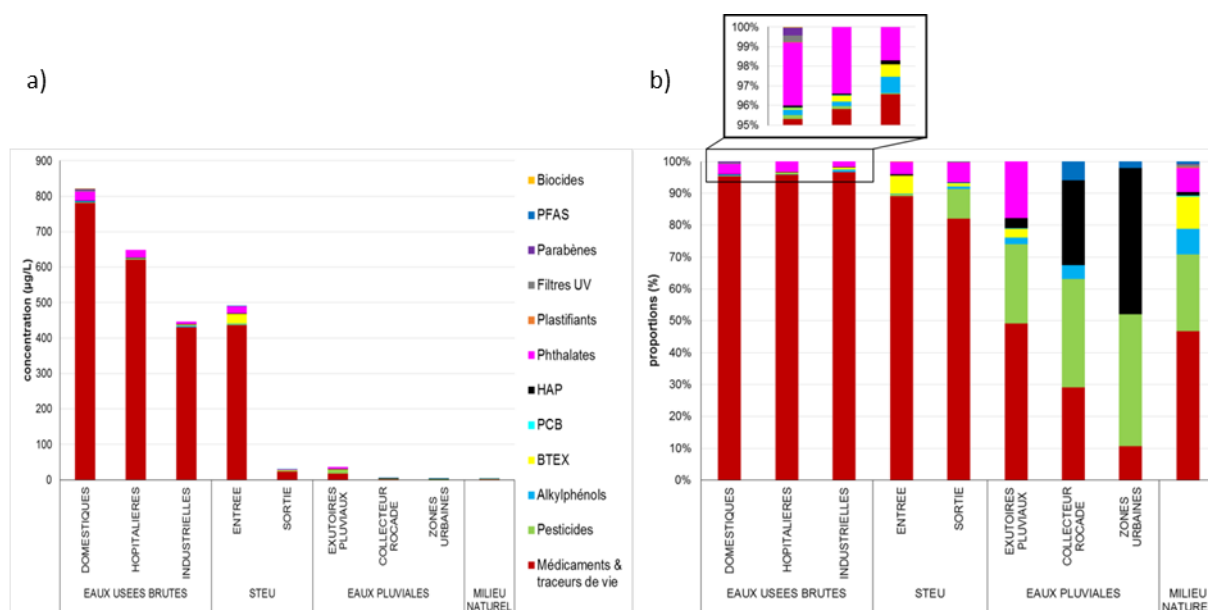 a)
concentration (µg/L)
900
800
700
600
500
400
300
200
100
0
DOMESTIQUES
HOPITALIERES
INDUSTRIELLES
ENTREE
SORTIE
EXUTOIRES
PLUVIAUX
COLLECTEUR
ROCADE
ZONES
URBAINES
EAUX USEES BRUTES
STEU
EAUX PLUVIALES
MILIEU
NATUREL
Biocides
PFAS
Parabènes
Filtres UV
Plastifiants
Phthalates
HAP
PCB
BTEX
Alkylphénols
Pesticides
Médicaments &
traceurs de vie
b)
100%
99%
98%
97%
96%
95%
proportions (%)
100%
90%
80%
70%
60%
50%
40%
30%
20%
10%
0%
DOMESTIQUES
HOPITALIERES
INDUSTRIELLES
ENTREE
SORTIE
EXUTOIRES
PLUVIAUX
COLLECTEUR
ROCADE
ZONES
URBAINES
EAUX USEES BRUTES
STEU
EAUX PLUVIALES
MILIEU
NATUREL